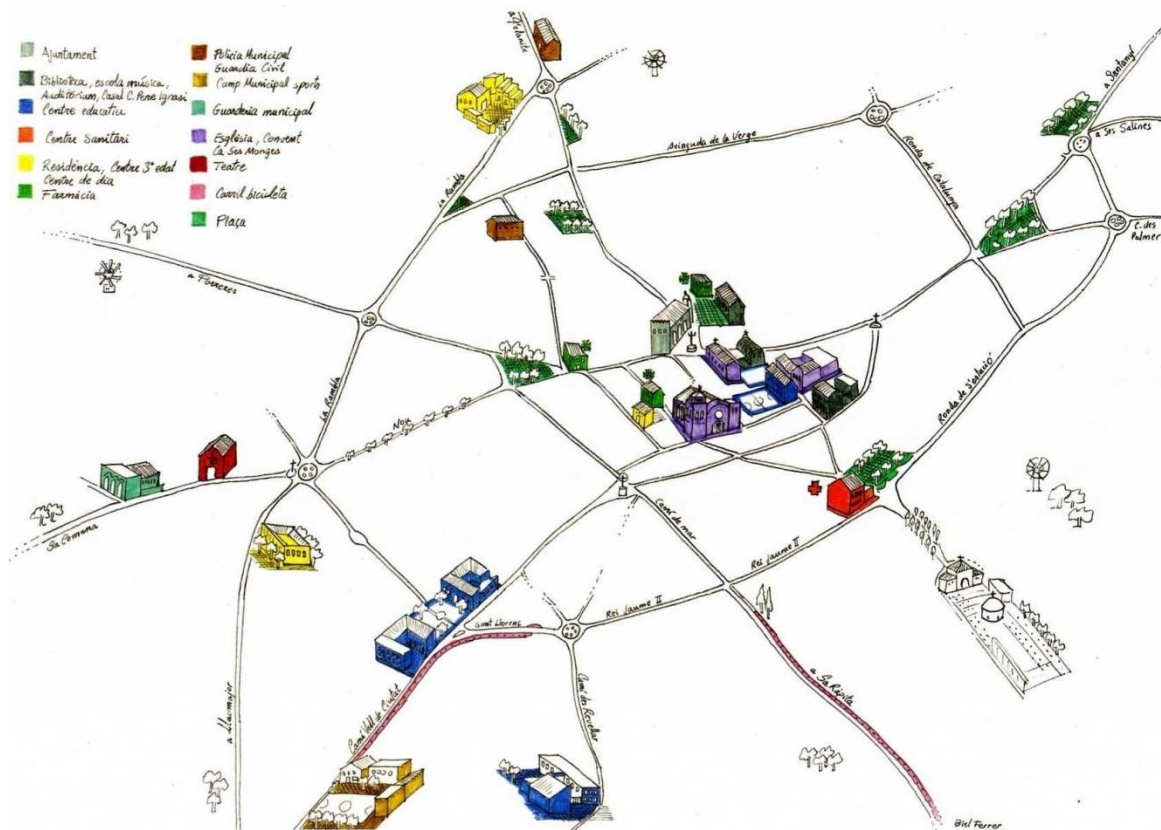 Ajuntament
Biblioteca, escola música,
Auditòrium, Casal C. Pere Ignasi
Centre educatiu
Centre Sanitari
Residència, Centre 3ª edat
Centre de dia
Farmàcia
Policia Municipal
Guardia Civil
Camp Municipal sports
Guarderia municipal
Església, Convent
Ca Ses Monges
Teatre
Carril bicicleta
Plaça
a Felanitx
a Santanyí
a Ses Salines
C. des
Palmer
Avinguda de la Verge
Ronda de Catalunya
La Rambla
a Porreres
La Rambla
Nou
Ronda de S'estació
Sa Comuna
Camí de mar
Rei Jaume II
Rei Jaume II
Sant Llorenç
a Llucmajor
Camí Vell de Ciutat
Camí des Revellar
a Sa Ràpita
Biel Ferrer